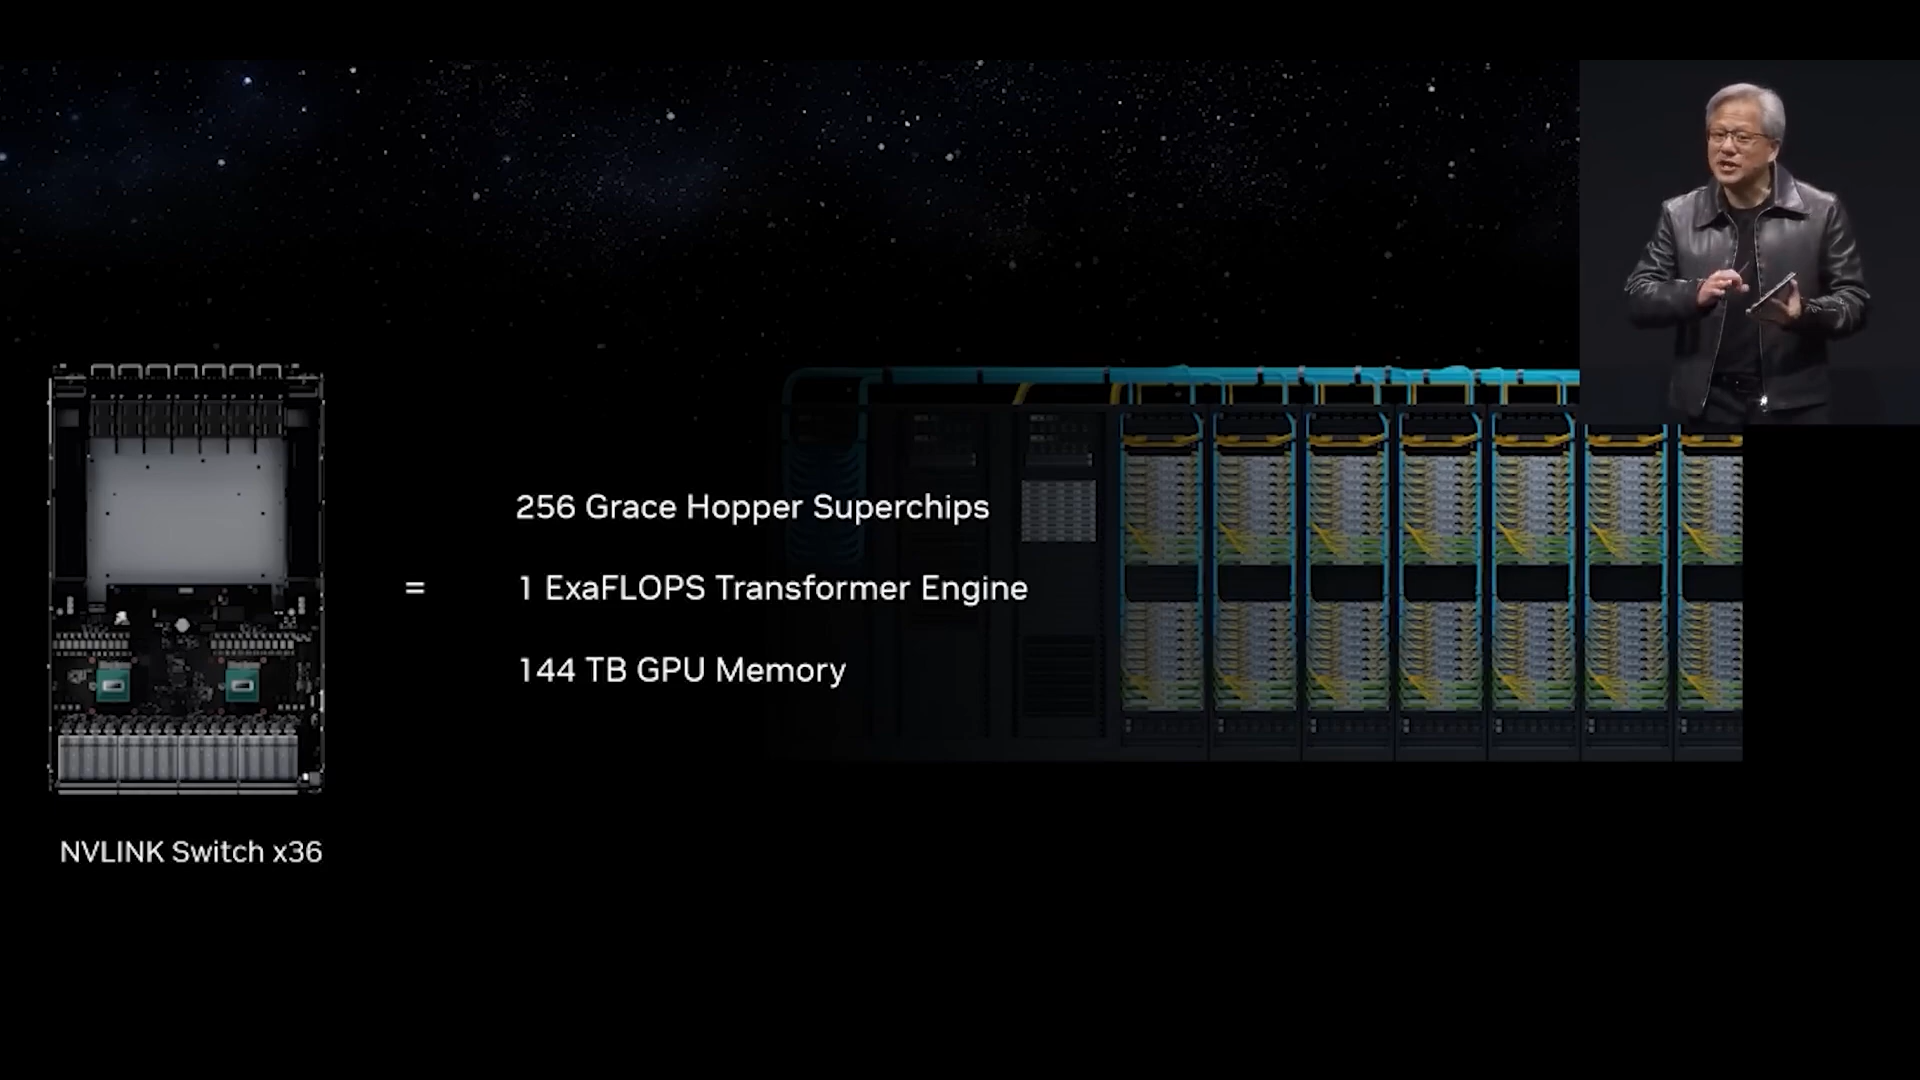 256 Grace Hopper Superchips
=
1 ExaFLOPS Transformer Engine
144 TB GPU Memory
NVLINK Switch x36